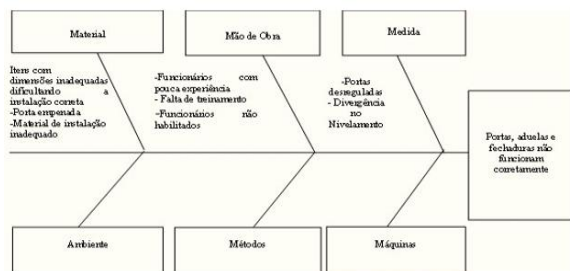 Material
Mão de Obra
Medida
Itens com
dimensões inadequadas
dificultando a
instalação correta
-Porta empenada
-Material de instalação
inadequado
-Funcionários com
pouca experiência
- Falta de treinamento
-Funcionários não
habilitados
-Portas
desreguladas
- Divergência
no
Nivelamento
Portas, aduelas e
fechaduras não
funcionam
corretamente
Ambiente
Métodos
Máquinas